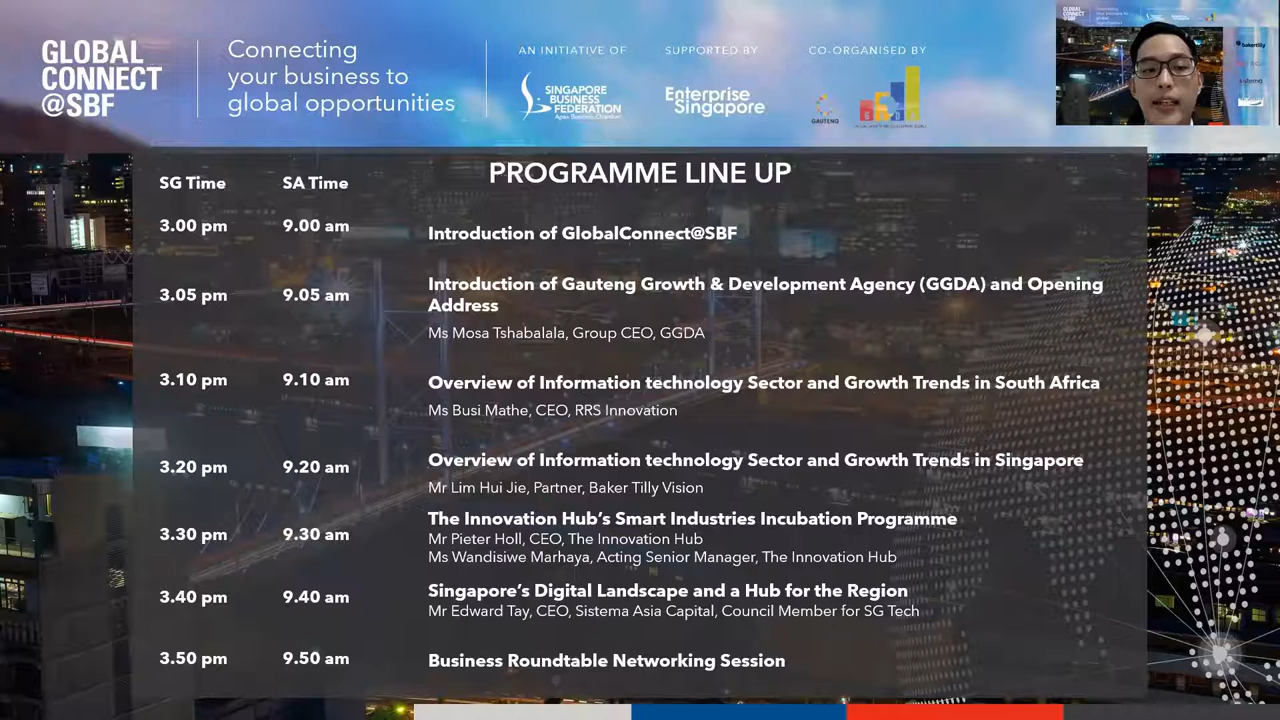 GLOBAL
CONNECT
@SBF
Connecting
your business to
global opportunities
AN INITIATIVE OF
SINGAPORE
BUSINESS
FEDERATION
Apex Business Chamber
SUPPORTED BY
Enterprise
Singapore
CO-ORGANISED BY
GAUTENG
GLOBAL
CONNECT
@SBF
bakertilly
PROGRAMME LINE UP
SG Time SA Time
3.00 pm 9.00 am Introduction of GlobalConnect@SBF
3.05 pm 9.05 am Introduction of Gauteng Growth & Development Agency (GGDA) and Opening
Address
Ms Mosa Tshabalala, Group CEO, GGDA
3.10 pm 9.10 am Overview of Information technology Sector and Growth Trends in South Africa
Ms Busi Mathe, CEO, RRS Innovation
3.20 pm 9.20 am Overview of Information technology Sector and Growth Trends in Singapore
Mr Lim Hui Jie, Partner, Baker Tilly Vision
3.30 pm 9.30 am The Innovation Hub's Smart Industries Incubation Programme
Mr Pieter Holl, CEO, The Innovation Hub
Ms Wandisiwe Marhaya, Acting Senior Manager, The Innovation Hub
3.40 pm 9.40 am Singapore's Digital Landscape and a Hub for the Region
Mr Edward Tay, CEO, Sistema Asia Capital, Council Member for SG Tech
3.50 pm 9.50 am Business Roundtable Networking Session